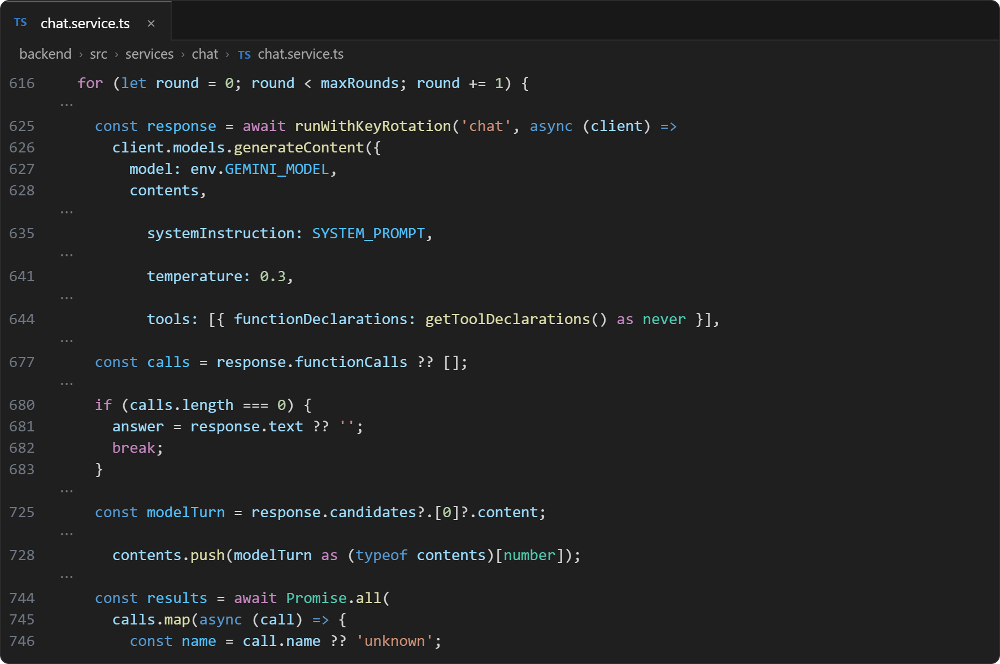 TS chat.service.ts ×
backend › src › services › chat › TS chat.service.ts
616 for (let round = 0; round < maxRounds; round += 1) {
...
625 const response = await runWithKeyRotation('chat', async (client) =>
626 client.models.generateContent({
627 model: env.GEMINI_MODEL,
628 contents,
...
635 systemInstruction: SYSTEM_PROMPT,
...
641 temperature: 0.3,
...
644 tools: [{ functionDeclarations: getToolDeclarations() as never }],
...
677 const calls = response.functionCalls ?? [];
...
680 if (calls.length === 0) {
681 answer = response.text ?? '';
682 break;
683 }
...
725 const modelTurn = response.candidates?.[0]?.content;
...
728 contents.push(modelTurn as (typeof contents)[number]);
...
744 const results = await Promise.all(
745 calls.map(async (call) => {
746 const name = call.name ?? 'unknown';